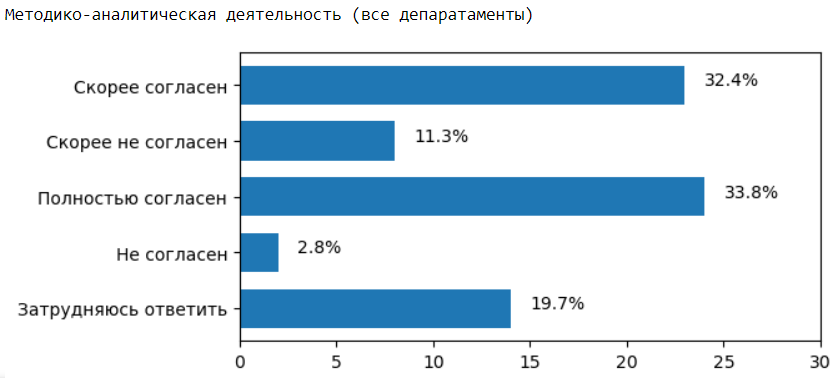 Методико-аналитическая деятельность (все департаменты)
Скорее согласен 32.4%
Скорее не согласен 11.3%
Полностью согласен 33.8%
Не согласен 2.8%
Затрудняюсь ответить 19.7%
0 5 10 15 20 25 30